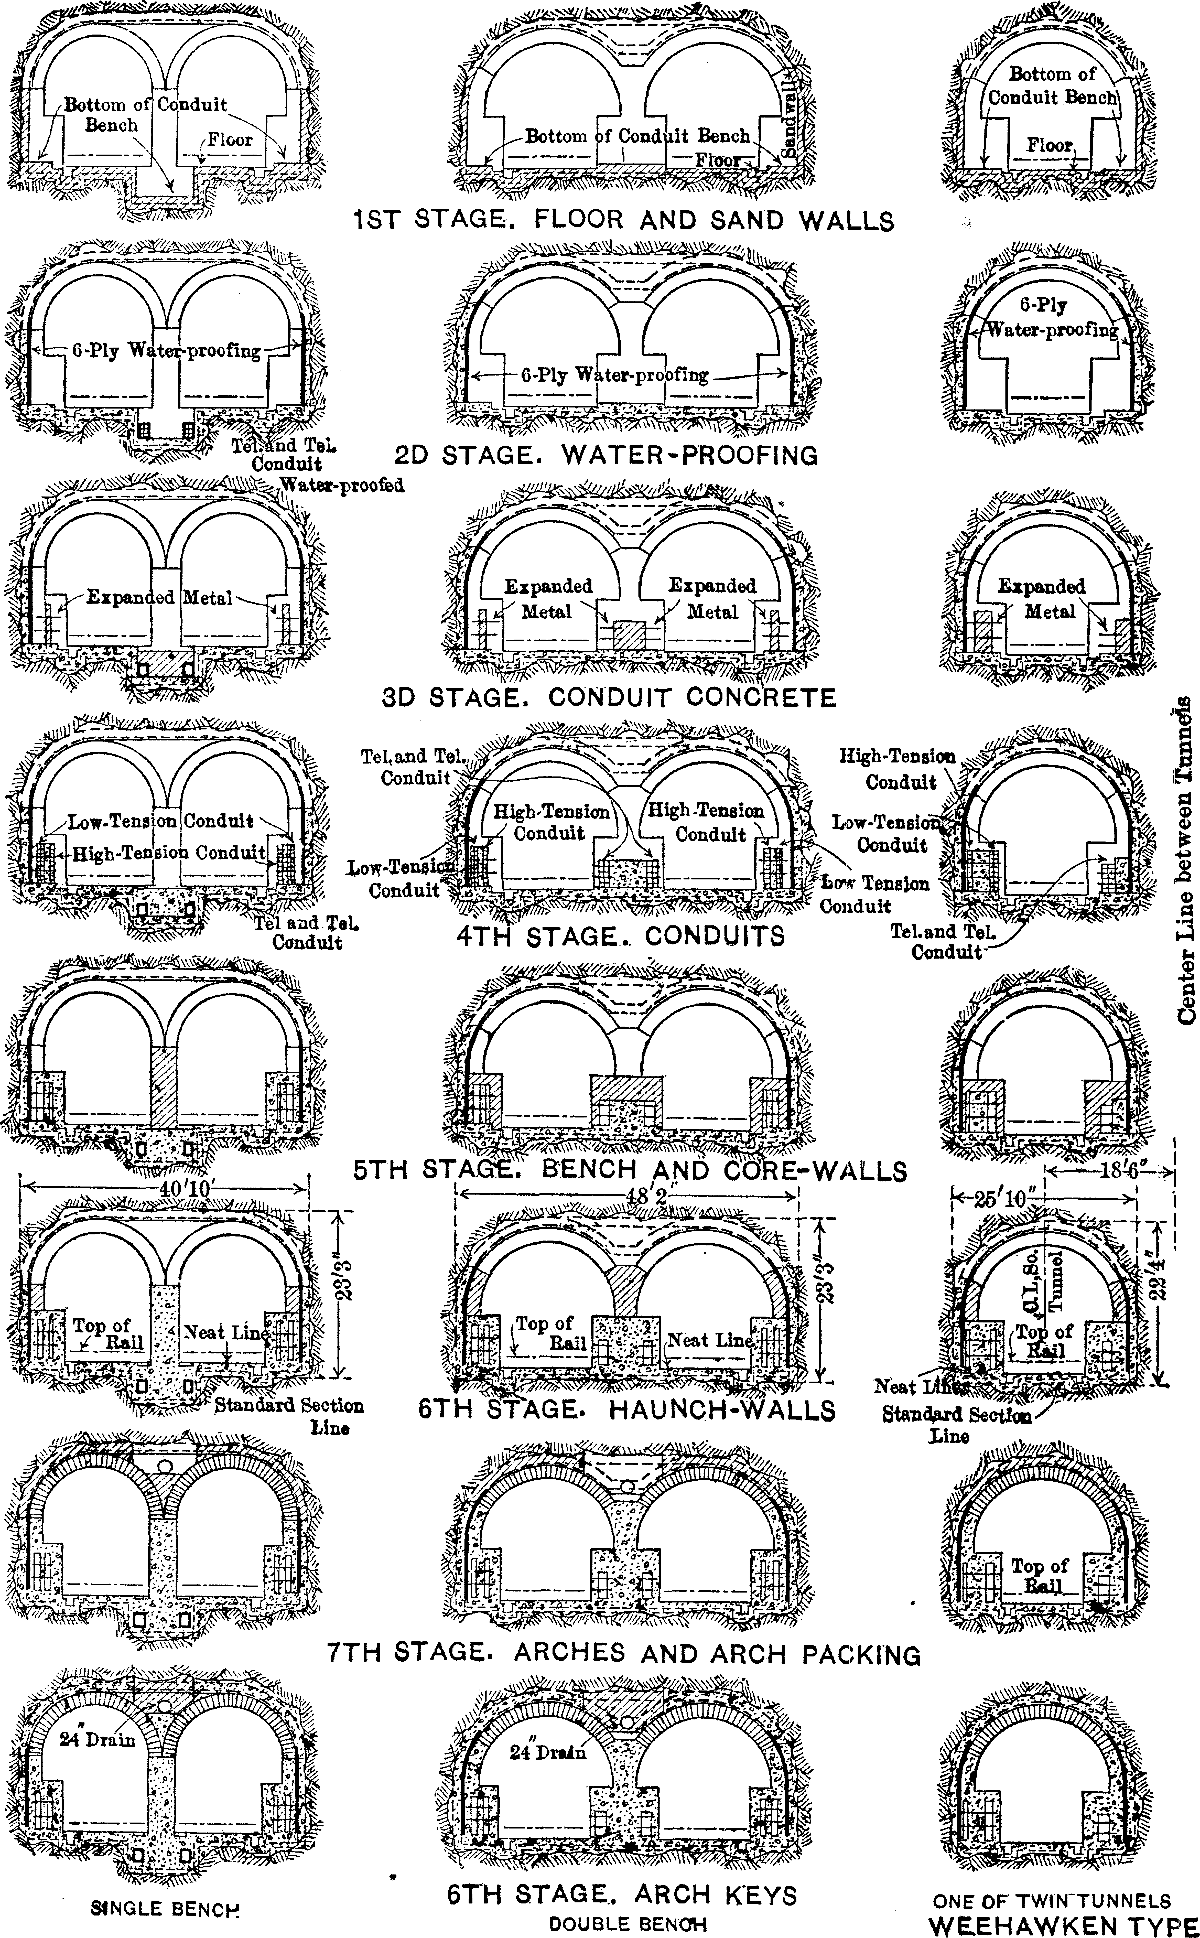 Bottom of Conduit
Bench
Floor
Bottom of Conduit Bench
Floor
Sand wall
Bottom of
Conduit Bench
Floor
1ST STAGE. FLOOR AND SAND WALLS
6-Ply Water-proofing
6-Ply Water-proofing
6-Ply
Water-proofing
Tel. and Tel.
Conduit
Water-proofed
2D STAGE. WATER-PROOFING
Expanded Metal
Expanded
Metal
Expanded
Metal
Expanded
Metal
3D STAGE. CONDUIT CONCRETE
Low-Tension Conduit
High-Tension Conduit
Tel and Tel.
Conduit
Tel. and Tel.
Conduit
High-Tension
Conduit
High-Tension
Conduit
Low-Tension
Conduit
Low Tension
Conduit
High-Tension
Conduit
Low-Tension
Conduit
Tel. and Tel.
Conduit
4TH STAGE. CONDUITS
Center Line between Tunnels
5TH STAGE. BENCH AND CORE-WALLS
40'10'
48'2"
18'6"
25'10"
23'3"
Top of
Rail
Neat Line
Standard Section
Line
23'3"
Top of
Rail
Neat Line
22'4"
C.L. So.
Tunnel
Top of
Rail
Neat Line
Standard Section
Line
6TH STAGE. HAUNCH-WALLS
Top of
Rail
7TH STAGE. ARCHES AND ARCH PACKING
24" Drain
24" Drain
6TH STAGE. ARCH KEYS
SINGLE BENCH
DOUBLE BENCH
ONE OF TWIN TUNNELS
WEEHAWKEN TYPE